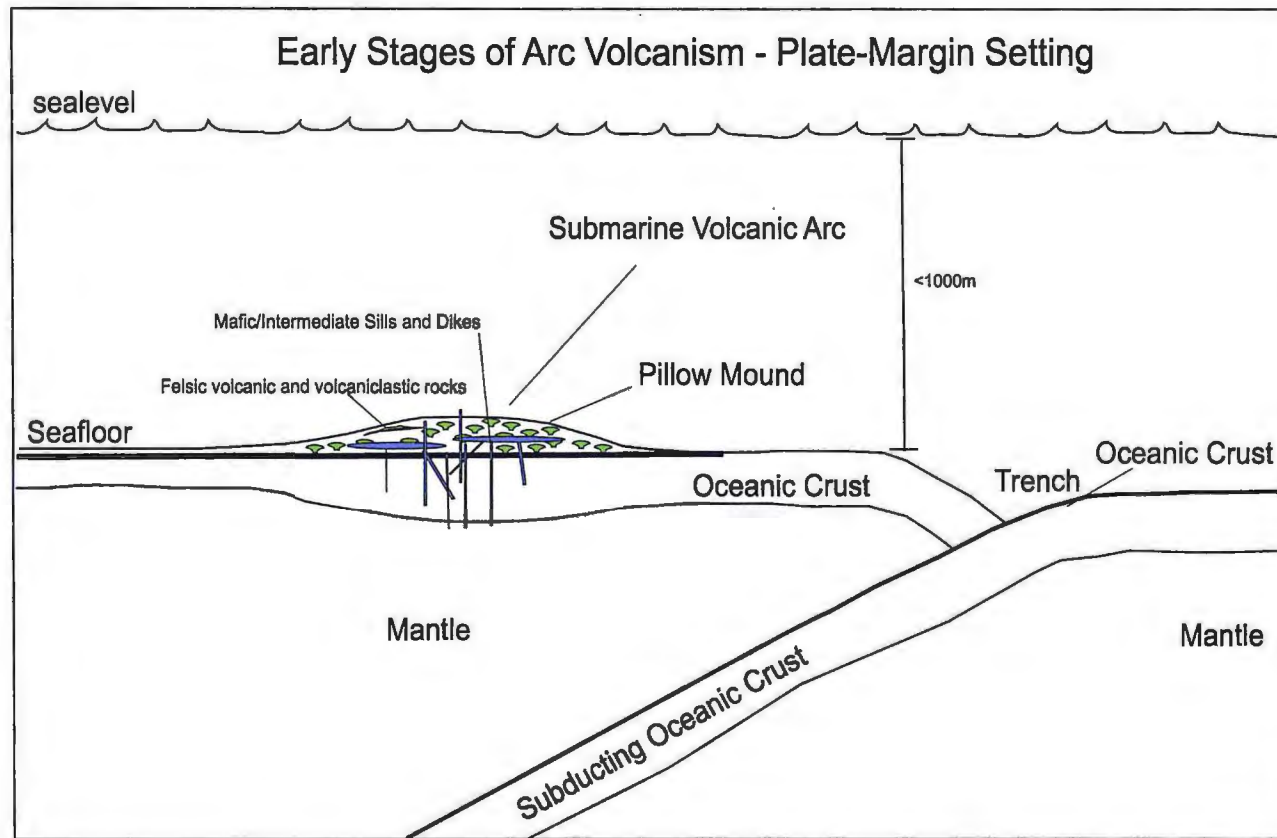 Early Stages of Arc Volcanism - Plate-Margin Setting
sealevel
Submarine Volcanic Arc
<1000m
Mafic/Intermediate Sills and Dikes
Pillow Mound
Felsic volcanic and volcaniclastic rocks
Seafloor
Oceanic Crust
Trench
Oceanic Crust
Mantle
Mantle
Subducting Oceanic Crust